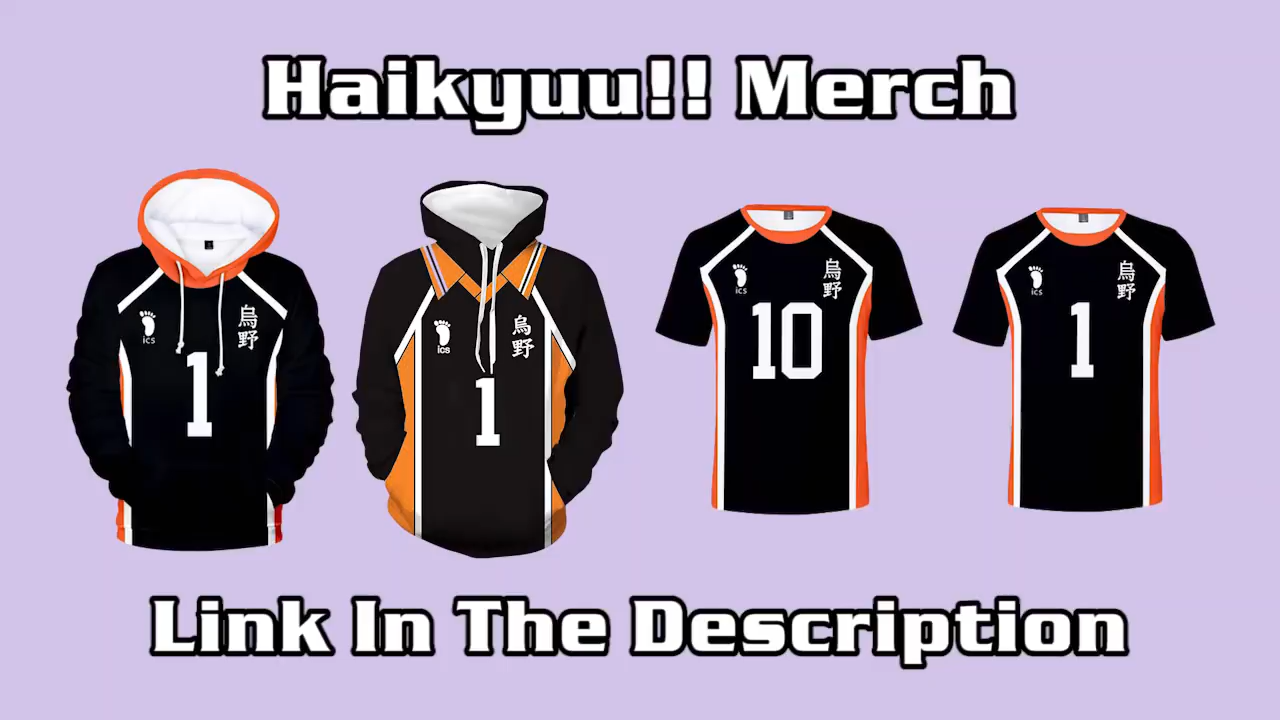 Haikyuu!! Merch
ics
烏
野
1
ics
烏
野
1
ics
烏
野
10
ics
烏
野
1
Link In The Description